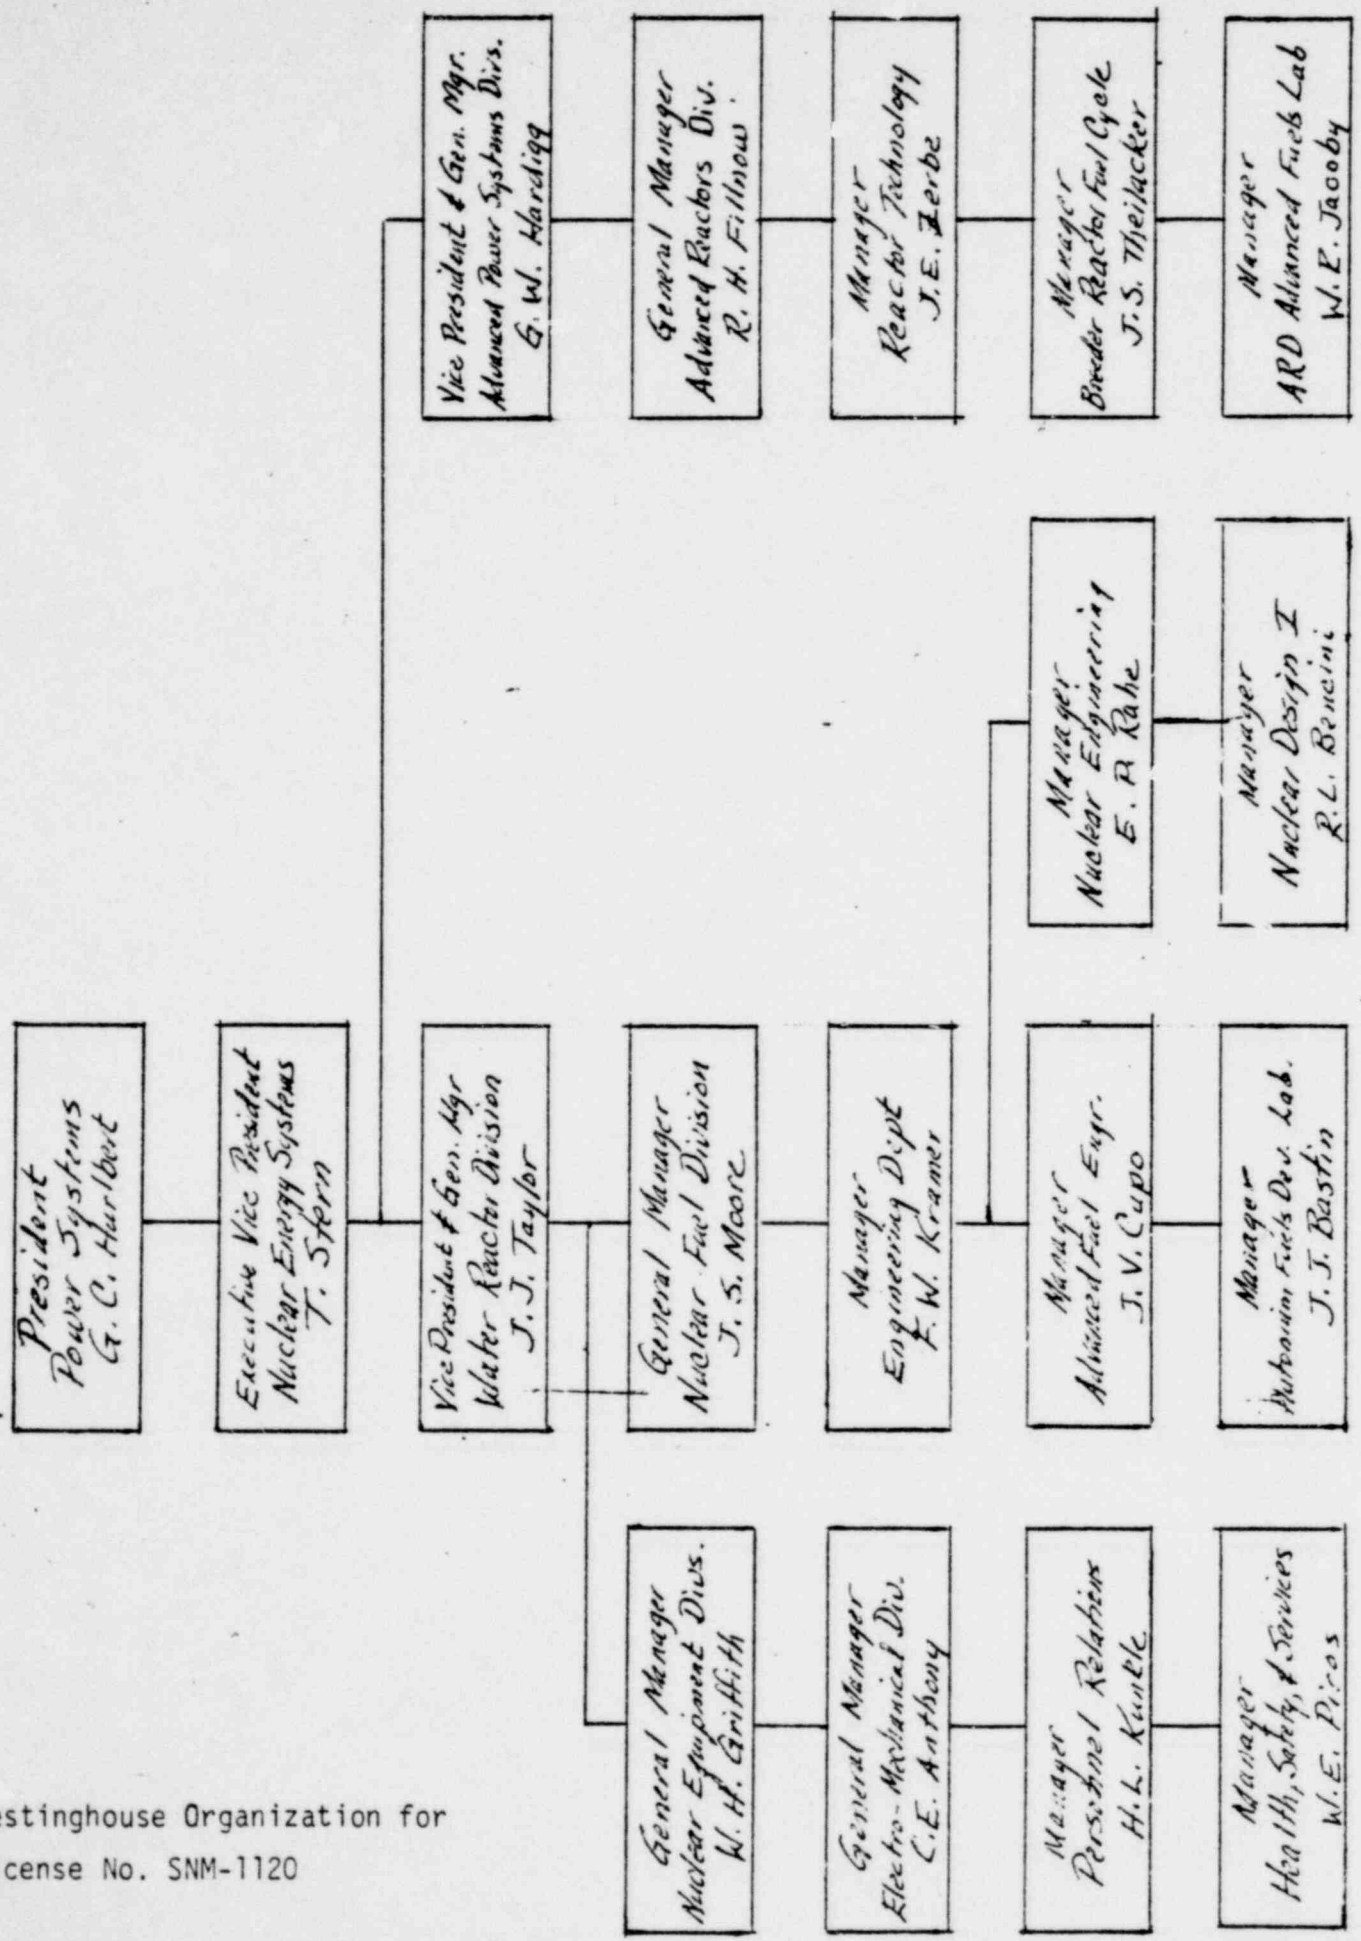 President
Power Systems
G. C. Hurlbert
Executive Vice President
Nuclear Energy Systems
T. Stern
Vice President & Gen. Mgr
Water Reactor Division
J. J. Taylor
Vice President & Gen. Mgr.
Advanced Power Systems Divs.
G. W. Hardigg
General Manager
Nuclear Equipment Divs.
W. H. Griffith
General Manager
Nuclear Fuel Division
J. S. Moore
General Manager
Advanced Reactors Div.
R. H. Fillnow
General Manager
Electro-Mechanical Div.
C. E. Anthony
Manager
Engineering Dept
F. W. Kramer
Manager
Reactor Technology
J. E. Zerbe
Manager
Personnel Relations
H. L. Kunkle
Manager
Advanced Fuel Engr.
J. V. Cupo
Manager
Nuclear Engineering
E. P. Rahe
Manager
Breeder Reactor Fuel Cycle
J. S. Theilacker
Manager
Health, Safety, & Services
W. E. Picos
Manager
Plutonium Fuels Dev. Lab.
J. J. Bastin
Manager
Nuclear Design I
R. L. Bencini
Manager
ARD Advanced Fuels Lab
W. E. Jacoby
estinghouse Organization for
cense No. SNM-1120